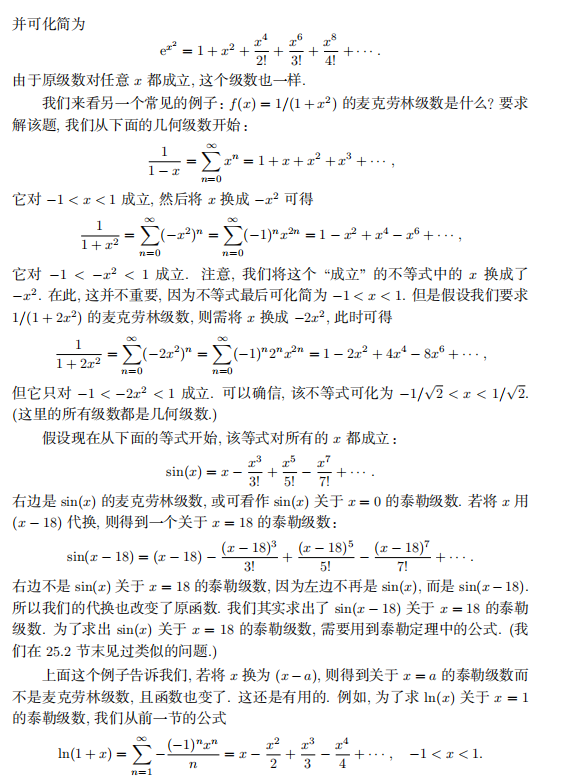 并可化简为
e^{x^2} = 1 + x^2 + \frac{x^4}{2!} + \frac{x^6}{3!} + \frac{x^8}{4!} + ⋯ .
由于原级数对任意 x 都成立, 这个级数也一样.
我们来看另一个常见的例子: f(x) = 1/(1 + x^2) 的麦克劳林级数是什么? 要求
解该题, 我们从下面的几何级数开始:
\frac{1}{1 - x} = \sum_{n=0}^{∞} x^n = 1 + x + x^2 + x^3 + ⋯ ,
它对 −1 < x < 1 成立, 然后将 x 换成 −x^2 可得
\frac{1}{1 + x^2} = \sum_{n=0}^{∞} (−x^2)^n = \sum_{n=0}^{∞} (−1)^n x^{2n} = 1 − x^2 + x^4 − x^6 + ⋯ ,
它对 −1 < −x^2 < 1 成立. 注意, 我们将这个 “成立” 的不等式中的 x 换成了
−x^2. 在此, 这并不重要, 因为不等式最后可化简为 −1 < x < 1. 但是假设我们要求
1/(1 + 2x^2) 的麦克劳林级数, 则需将 x 换成 −2x^2, 此时可得
\frac{1}{1 + 2x^2} = \sum_{n=0}^{∞} (−2x^2)^n = \sum_{n=0}^{∞} (−1)^n 2^n x^{2n} = 1 − 2x^2 + 4x^4 − 8x^6 + ⋯ ,
但它只对 −1 < −2x^2 < 1 成立. 可以确信, 该不等式可化为 −1/√2 < x < 1/√2.
(这里的所有级数都是几何级数.)
假设现在从下面的等式开始, 该等式对所有的 x 都成立:
sin(x) = x − \frac{x^3}{3!} + \frac{x^5}{5!} − \frac{x^7}{7!} + ⋯ .
右边是 sin(x) 的麦克劳林级数, 或可看作 sin(x) 关于 x = 0 的泰勒级数. 若将 x 用
(x − 18) 代换, 则得到一个关于 x = 18 的泰勒级数:
sin(x − 18) = (x − 18) − \frac{(x − 18)^3}{3!} + \frac{(x − 18)^5}{5!} − \frac{(x − 18)^7}{7!} + ⋯ .
右边不是 sin(x) 关于 x = 18 的泰勒级数, 因为左边不再是 sin(x), 而是 sin(x − 18).
所以我们的代换也改变了原函数. 我们其实求出了 sin(x − 18) 关于 x = 18 的泰勒
级数. 为了求出 sin(x) 关于 x = 18 的泰勒级数, 需要用到泰勒定理中的公式. (我
们在 25.2 节末见过类似的问题.)
上面这个例子告诉我们, 若将 x 换为 (x − a), 则得到关于 x = a 的泰勒级数而
不是麦克劳林级数, 且函数也变了. 这还是有用的. 例如, 为了求 ln(x) 关于 x = 1
的泰勒级数, 我们从前一节的公式
ln(1 + x) = \sum_{n=1}^{∞} −\frac{(−1)^n x^n}{n} = x − \frac{x^2}{2} + \frac{x^3}{3} − \frac{x^4}{4} + ⋯ , −1 < x < 1.